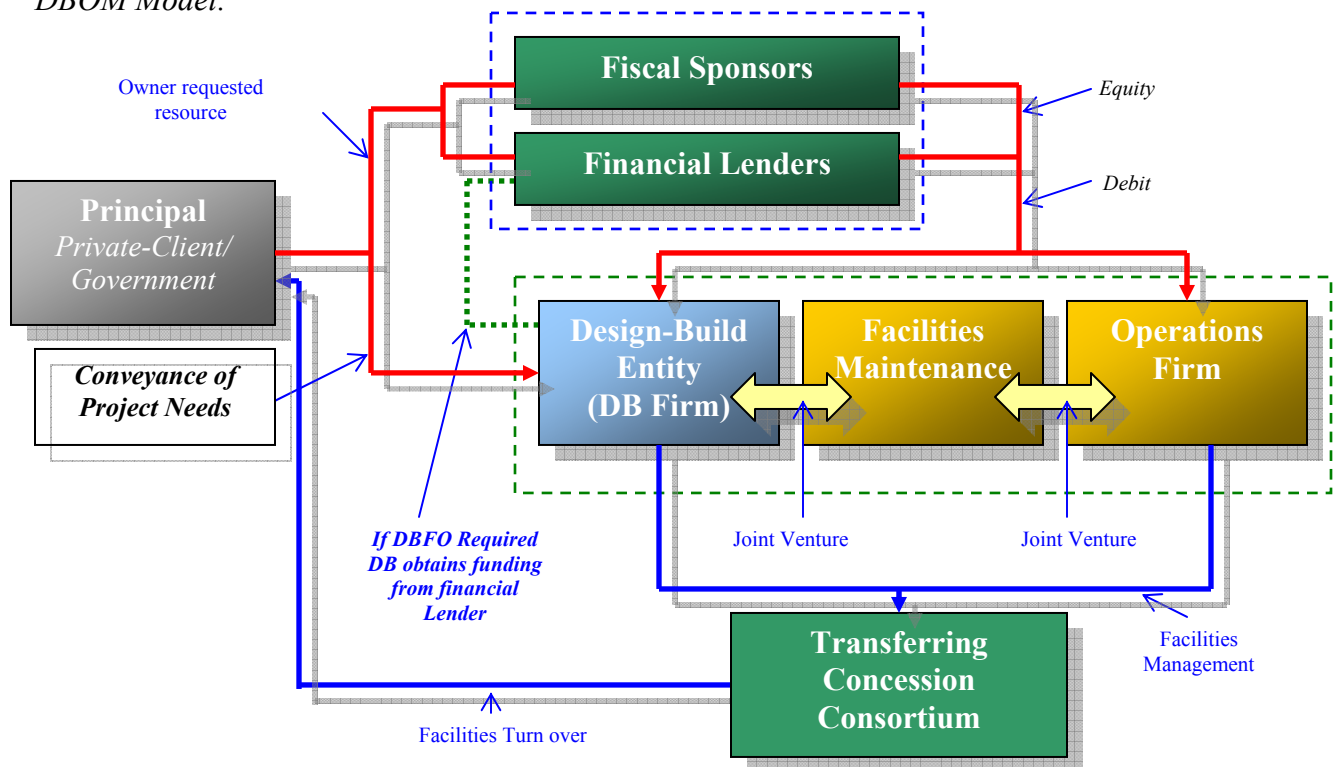 DBOM Model:
Fiscal Sponsors
Owner requested
resource
Equity
Financial Lenders
Debit
Principal
Private-Client/
Government
Design-Build
Entity
(DB Firm)
Facilities
Maintenance
Operations
Firm
Conveyance of
Project Needs
If DBFO Required
DB obtains funding
from financial
Lender
Joint Venture
Joint Venture
Transferring
Concession
Consortium
Facilities
Management
Facilities Turn over